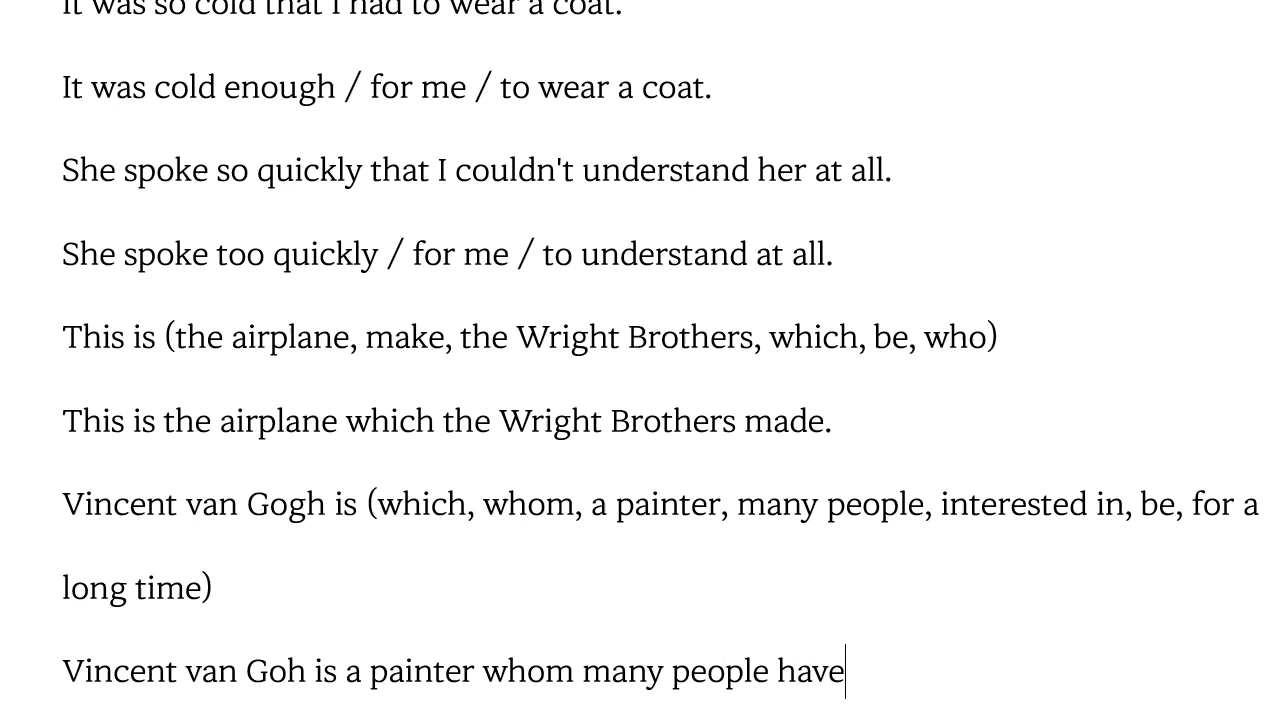 It was so cold that I had to wear a coat.
It was cold enough / for me / to wear a coat.
She spoke so quickly that I couldn't understand her at all.
She spoke too quickly / for me / to understand at all.
This is (the airplane, make, the Wright Brothers, which, be, who)
This is the airplane which the Wright Brothers made.
Vincent van Gogh is (which, whom, a painter, many people, interested in, be, for a
long time)
Vincent van Goh is a painter whom many people have